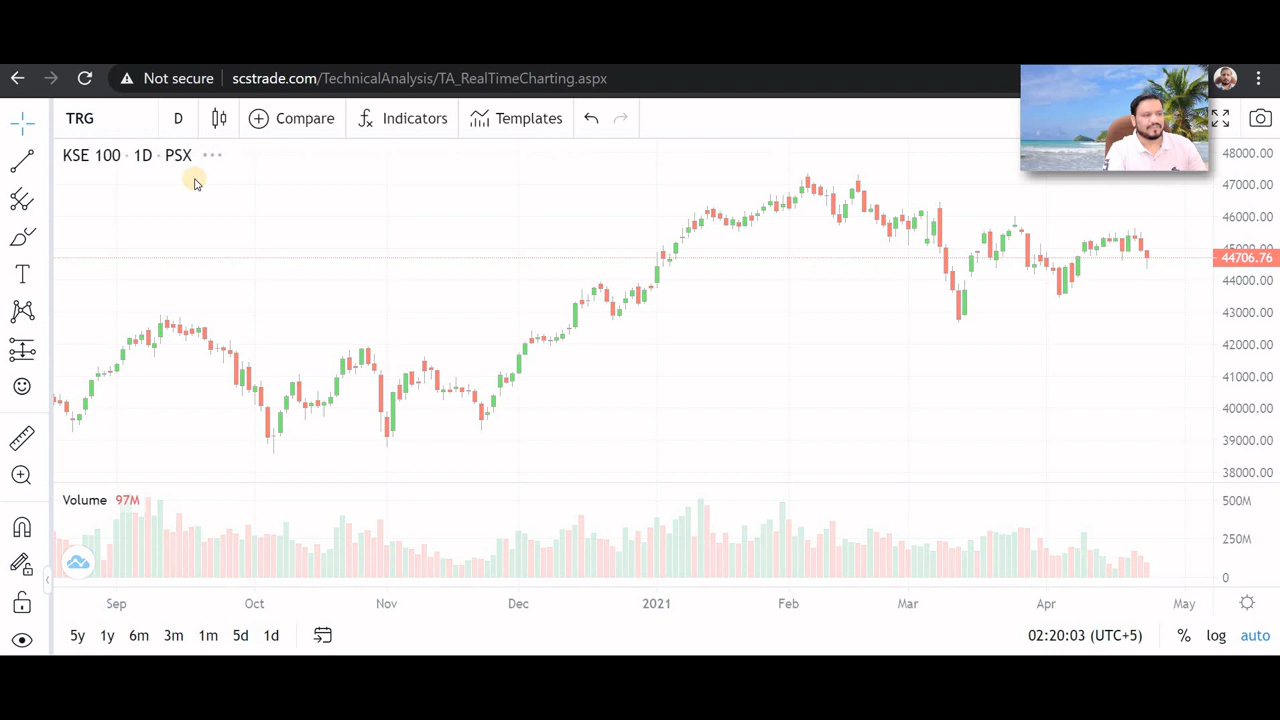 Not secure scstrade.com/TechnicalAnalysis/TA_RealTimeCharting.aspx
TRG D Compare Indicators Templates
KSE 100 · 1D · PSX
48000.00
47000.00
46000.00
45000.00
44706.76
44000.00
43000.00
42000.00
41000.00
40000.00
39000.00
38000.00
Volume 97M
500M
250M
0
Sep Oct Nov Dec 2021 Feb Mar Apr May
5y 1y 6m 3m 1m 5d 1d 02:20:03 (UTC+5) % log auto